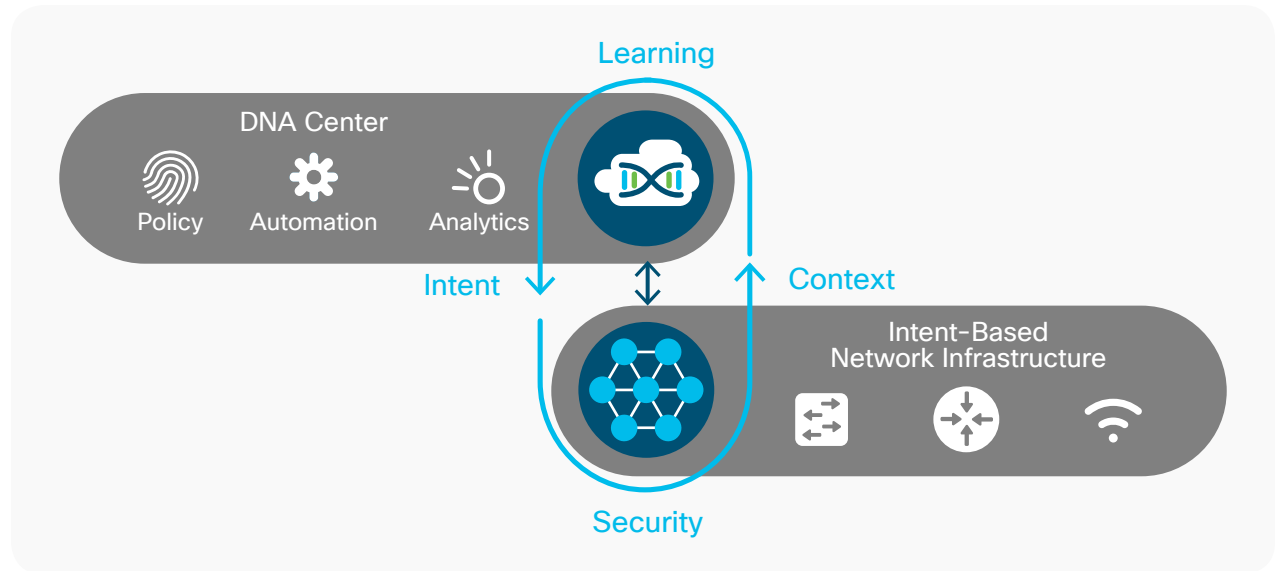 Learning
DNA Center
Policy
Automation
Analytics
Intent
Context
Intent-Based
Network Infrastructure
Security